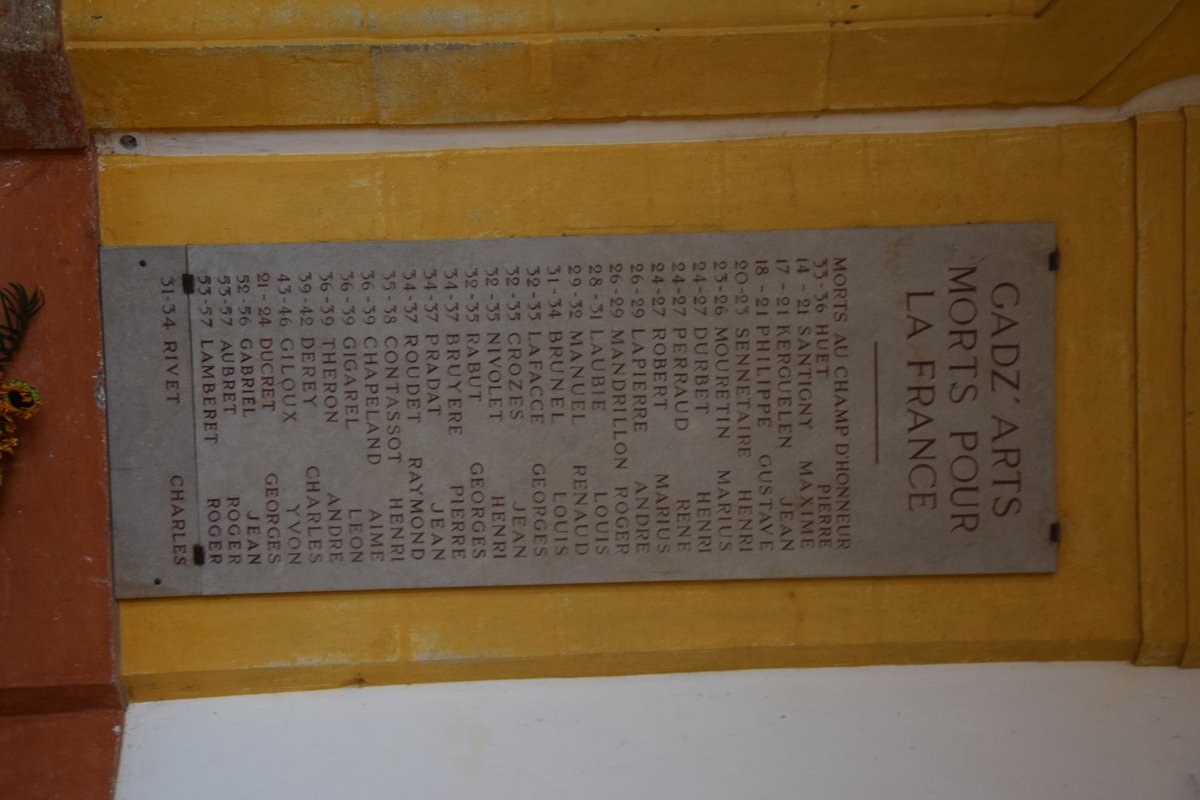 GADZ' ARTS
MORTS POUR
LA FRANCE
MORTS AU CHAMP D'HONNEUR
33-36 HUET PIERRE
14-21 SANTIGNY MAXIME
17-21 KERGUELEN JEAN
18-21 PHILIPPE GUSTAVE
20-23 SENNETAIRE HENRI
23-26 MOURETIN MARIUS
24-27 DURBET HENRI
24-27 PERRAUD RENE
24-27 ROBERT MARIUS
26-29 LAPIERRE ANDRE
26-29 MANDRILLON ROGER
28-31 LAUBIE LOUIS
29-32 MANUEL RENAUD
31-34 BRUNEL LOUIS
32-35 LAFACCE GEORGES
32-35 CROZES JEAN
32-35 NIVOLET HENRI
32-35 RABUT GEORGES
34-37 BRUYERE PIERRE
34-37 PRADAT JEAN
34-37 ROUDET RAYMOND
35-38 CONTASSOT HENRI
36-39 CHAPELAND AIME
36-39 GIGAREL LEON
36-39 THERON ANDRE
39-42 DEREY CHARLES
43-46 GILOUX YVON
21-24 DUCRET GEORGES
52-56 GABRIEL JEAN
53-57 AUBRET ROGER
53-57 LAMBERET ROGER
31-34 RIVET CHARLES